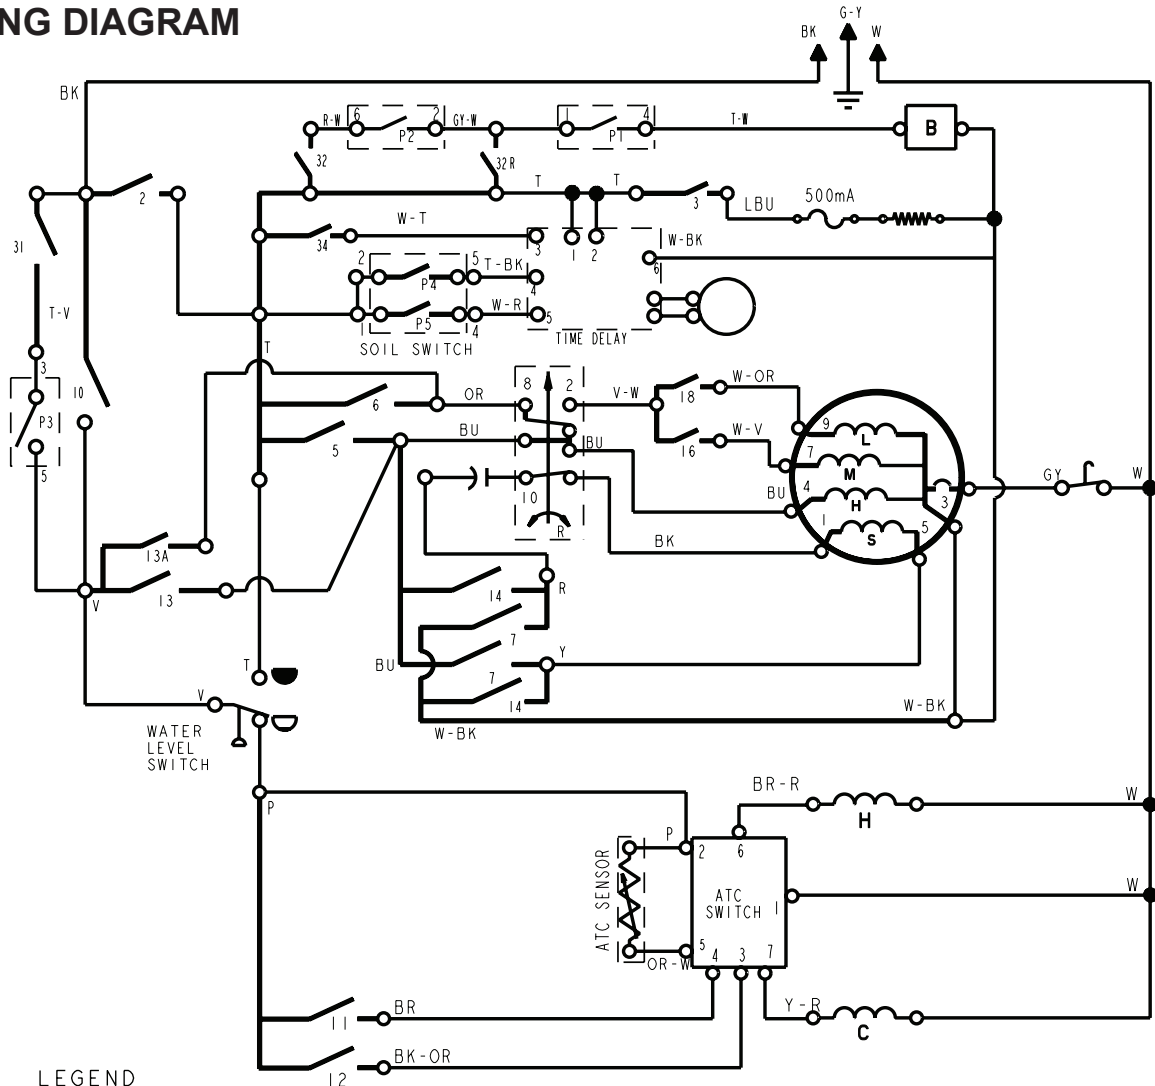 NG DIAGRAM
G-Y
BK
W
BK
R-W
6
2
GY-W
1
4
T-W
P2
P1
B
32
32R
2
T
T
3
LBU
500mA
31
W-T
34
3
1
2
W-BK
6
2
5
T-BK
P4
4
T-V
1
P5
4
W-R
5
SOIL SWITCH
TIME DELAY
T
3
10
P3
5
6
OR
8
2
V-W
18
W-OR
5
BU
BU
16
W-V
9
L
7
M
4
H
BU
3
GY
W
1
S
5
10
R
BK
13A
V
13
14
R
7
BU
7
Y
14
T
V
W-BK
W-BK
WATER
LEVEL
SWITCH
P
BR-R
H
W
P
2
6
ATC SENSOR
ATC
SWITCH
1
W
5
4
3
7
OR-W
Y-R
C
11
BR
12
BK-OR
LEGEND